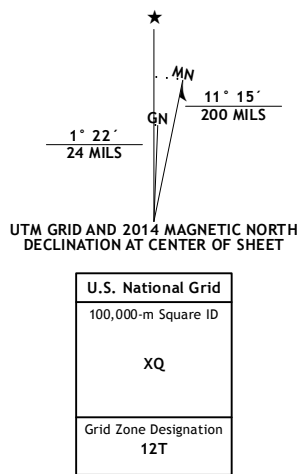 ★
MN
GN
11° 15´
200 MILS
1° 22´
24 MILS
UTM GRID AND 2014 MAGNETIC NORTH
DECLINATION AT CENTER OF SHEET
U.S. National Grid
100,000-m Square ID
XQ
Grid Zone Designation
12T